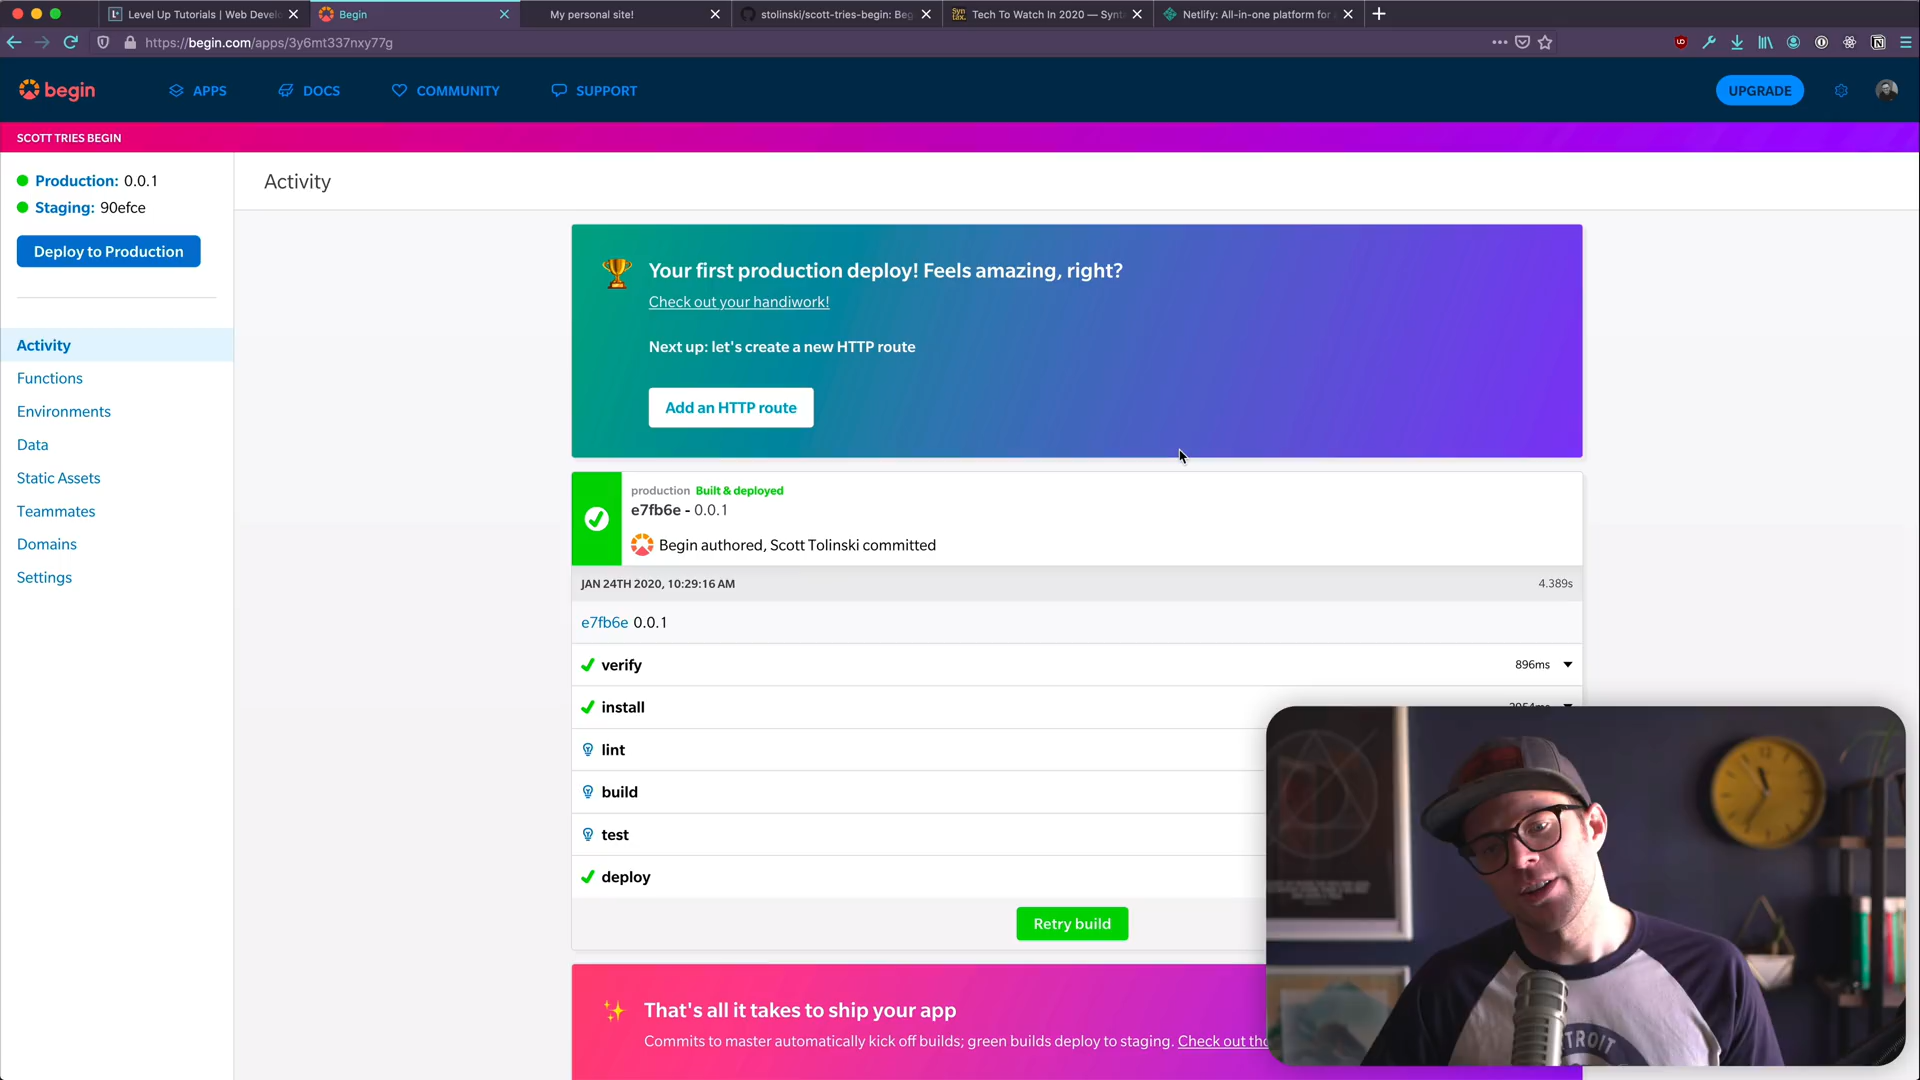 Level Up Tutorials | Web Devel
Begin
My personal site!
stolinski/scott-tries-begin: Beg
Tech To Watch In 2020 — Synt
Netlify: All-in-one platform for
https://begin.com/apps/3y6mt337nxy77g
begin
APPS
DOCS
COMMUNITY
SUPPORT
UPGRADE
SCOTT TRIES BEGIN
Production: 0.0.1
Staging: 90efce
Deploy to Production
Activity
Functions
Environments
Data
Static Assets
Teammates
Domains
Settings
Activity
Your first production deploy! Feels amazing, right?
Check out your handiwork!
Next up: let's create a new HTTP route
Add an HTTP route
production Built & deployed
e7fb6e - 0.0.1
Begin authored, Scott Tolinski committed
JAN 24TH 2020, 10:29:16 AM
4.389s
e7fb6e 0.0.1
verify
896ms
install
lint
build
test
deploy
Retry build
That's all it takes to ship your app
Commits to master automatically kick off builds; green builds deploy to staging. Check out tho
TROIT